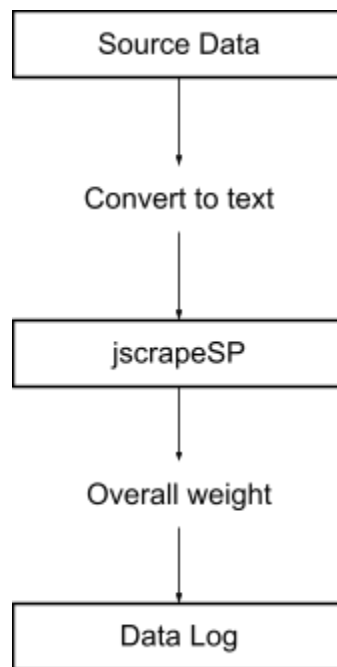 Source Data
Convert to text
jscrapeSP
Overall weight
Data Log